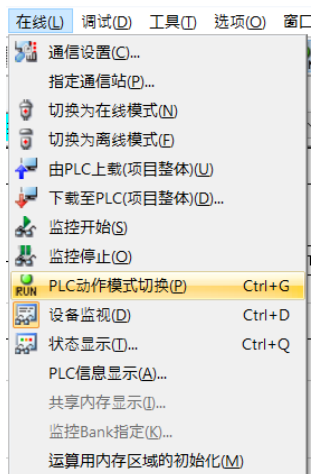 在线(L) 调试(D) 工具(T) 选项(O) 窗口
通信设置(C)...
指定通信站(P)...
切换为在线模式(N)
切换为离线模式(F)
由PLC上载(项目整体)(U)
下载至PLC(项目整体)(D)...
监控开始(S)
监控停止(O)
RUN PLC动作模式切换(P) Ctrl+G
设备监视(D) Ctrl+D
状态显示(T)... Ctrl+Q
PLC信息显示(A)...
共享内存显示(I)...
监控Bank指定(K)...
运算用内存区域的初始化(M)